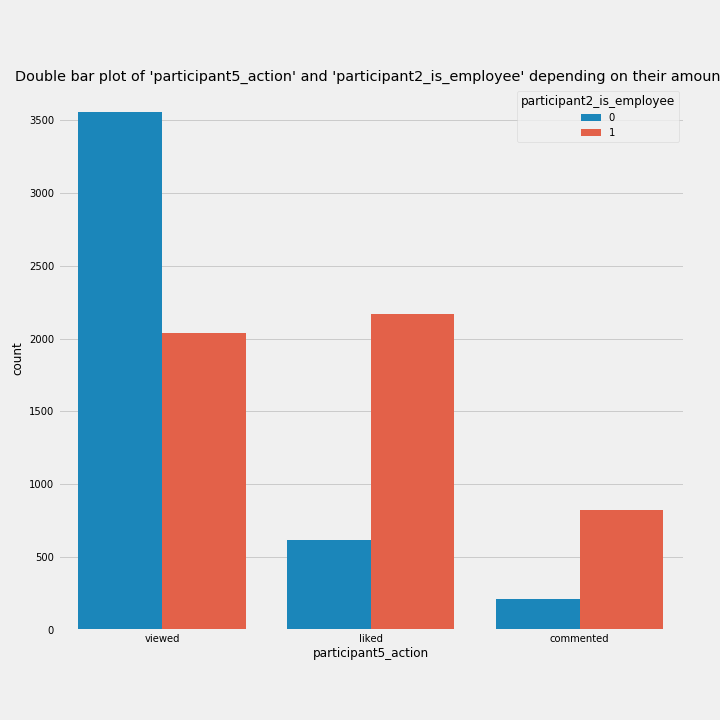 Double bar plot of 'participant5_action' and 'participant2_is_employee' depending on their amoun
participant2_is_employee
0
1
3500
3000
2500
2000
1500
1000
500
0
count
viewed
liked
commented
participant5_action